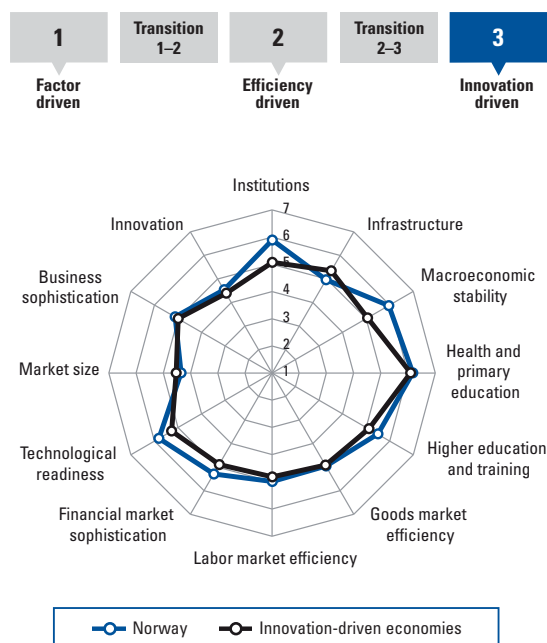 1
Transition
1–2
2
Transition
2–3
3
Factor
driven
Efficiency
driven
Innovation
driven
Institutions
Infrastructure
Macroeconomic
stability
Health and
primary
education
Higher education
and training
Goods market
efficiency
Labor market efficiency
Financial market
sophistication
Technological
readiness
Market size
Business
sophistication
Innovation
7
6
5
4
3
2
1
Norway
Innovation-driven economies